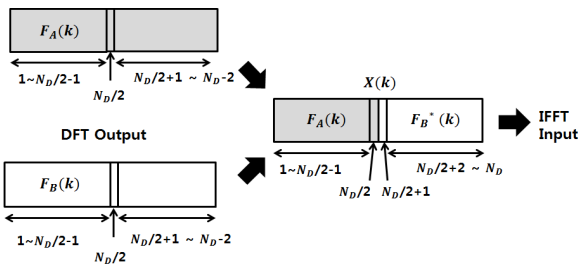 F_A(k)
1~N_D/2-1
N_D/2+1 ~ N_D-2
N_D/2
DFT Output
F_B(k)
1~N_D/2-1
N_D/2+1 ~ N_D-2
N_D/2
X(k)
F_A(k)
F_B*(k)
1~N_D/2-1
N_D/2+2 ~ N_D
N_D/2
N_D/2+1
IFFT
Input